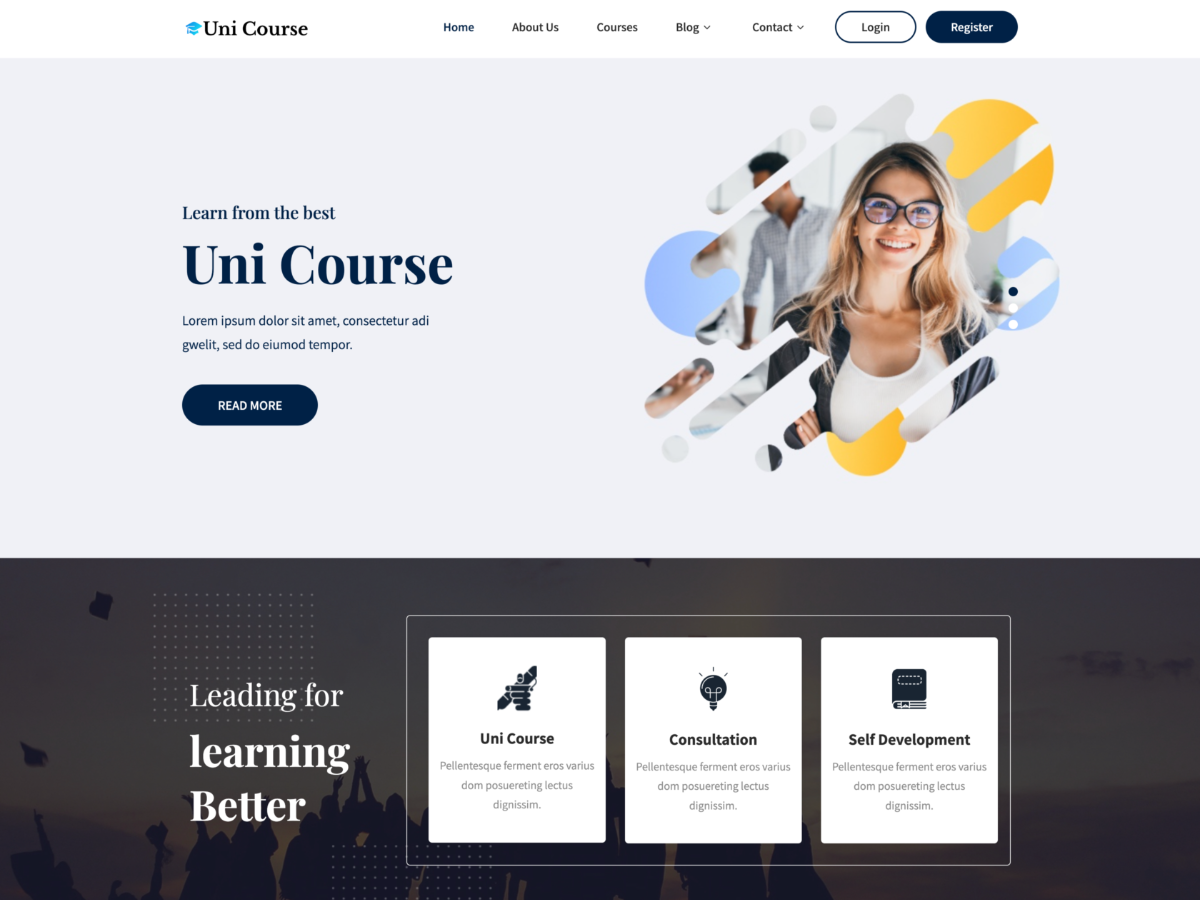 Uni Course
Home About Us Courses Blog Contact Login Register
Learn from the best
Uni Course
Lorem ipsum dolor sit amet, consectetur adi
gwelit, sed do eiumod tempor.
READ MORE
Leading for
learning
Better
Uni Course
Pellentesque ferment eros varius
dom posuereting lectus
dignissim.
Consultation
Pellentesque ferment eros varius
dom posuereting lectus
dignissim.
Self Development
Pellentesque ferment eros varius
dom posuereting lectus
dignissim.